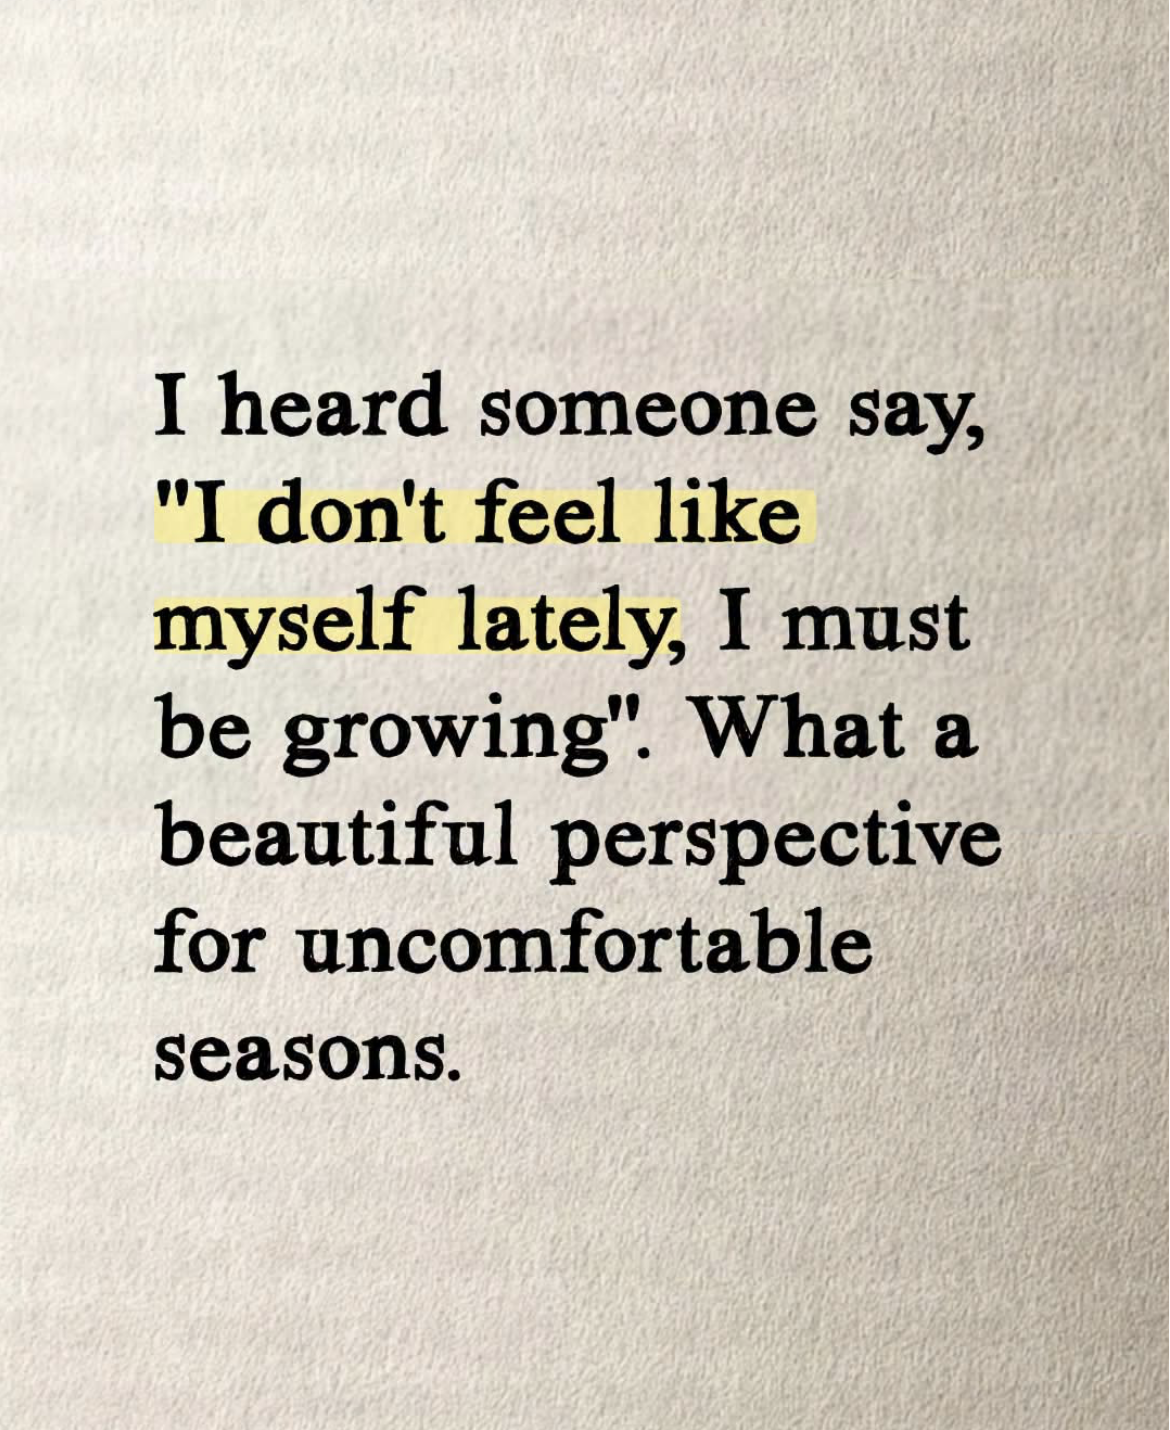 I heard someone say,
"I don't feel like
myself lately, I must
be growing". What a
beautiful perspective
for uncomfortable
seasons.